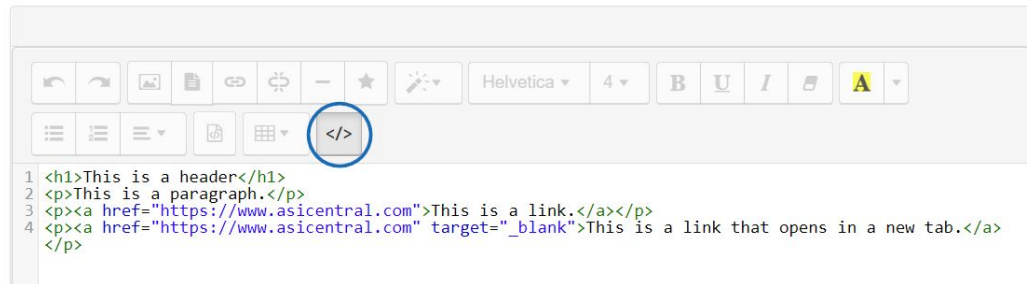 Helvetica 4 B U I A
</>
1 <h1>This is a header</h1>
2 <p>This is a paragraph.</p>
3 <p><a href="https://www.asicentral.com">This is a link.</a></p>
4 <p><a href="https://www.asicentral.com" target="_blank">This is a link that opens in a new tab.</a>
</p>